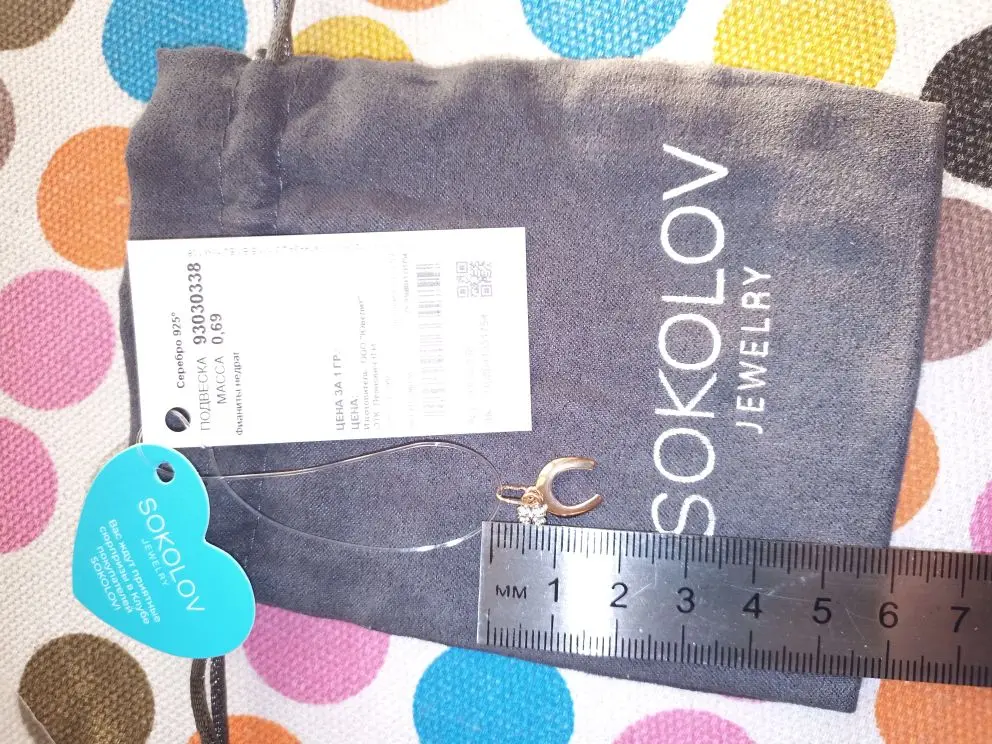 SOKOLOV
JEWELRY
Серебро 925°
ПОДВЕСКА 93030338
МАССА 0,69
Фианиты недраг
ЦЕНА ЗА 1 ГР.
ЦЕНА
SOKOLOV
JEWELRY
Вас ждут приятные
сюрпризы в Клубе
покупателей
SOKOLOV!
мм 1 2 3 4 5 6 7